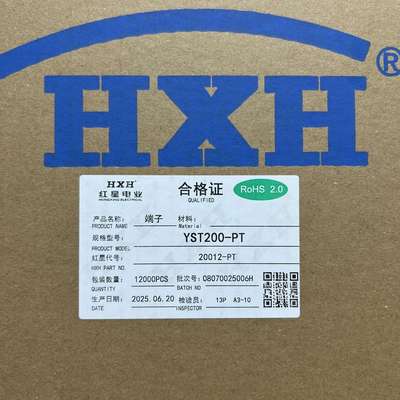 HXH®
HXH
红星电业
HONGXING ELECTRICAL
合格证
QUALIFIED
RoHS 2.0
产品名称: 端子 材料:
PRODUCT NAME Material
规格型号: YST200-PT
PRODUCT TYPE
红星代号: 20012-PT
HXH PART NO.
包装数量: 12000PCS 批次号: 08070025006H
QUANTITY BATCH NO
生产日期: 2025.06.20 检验员: 13P A3-10
DATE INSPECTOR